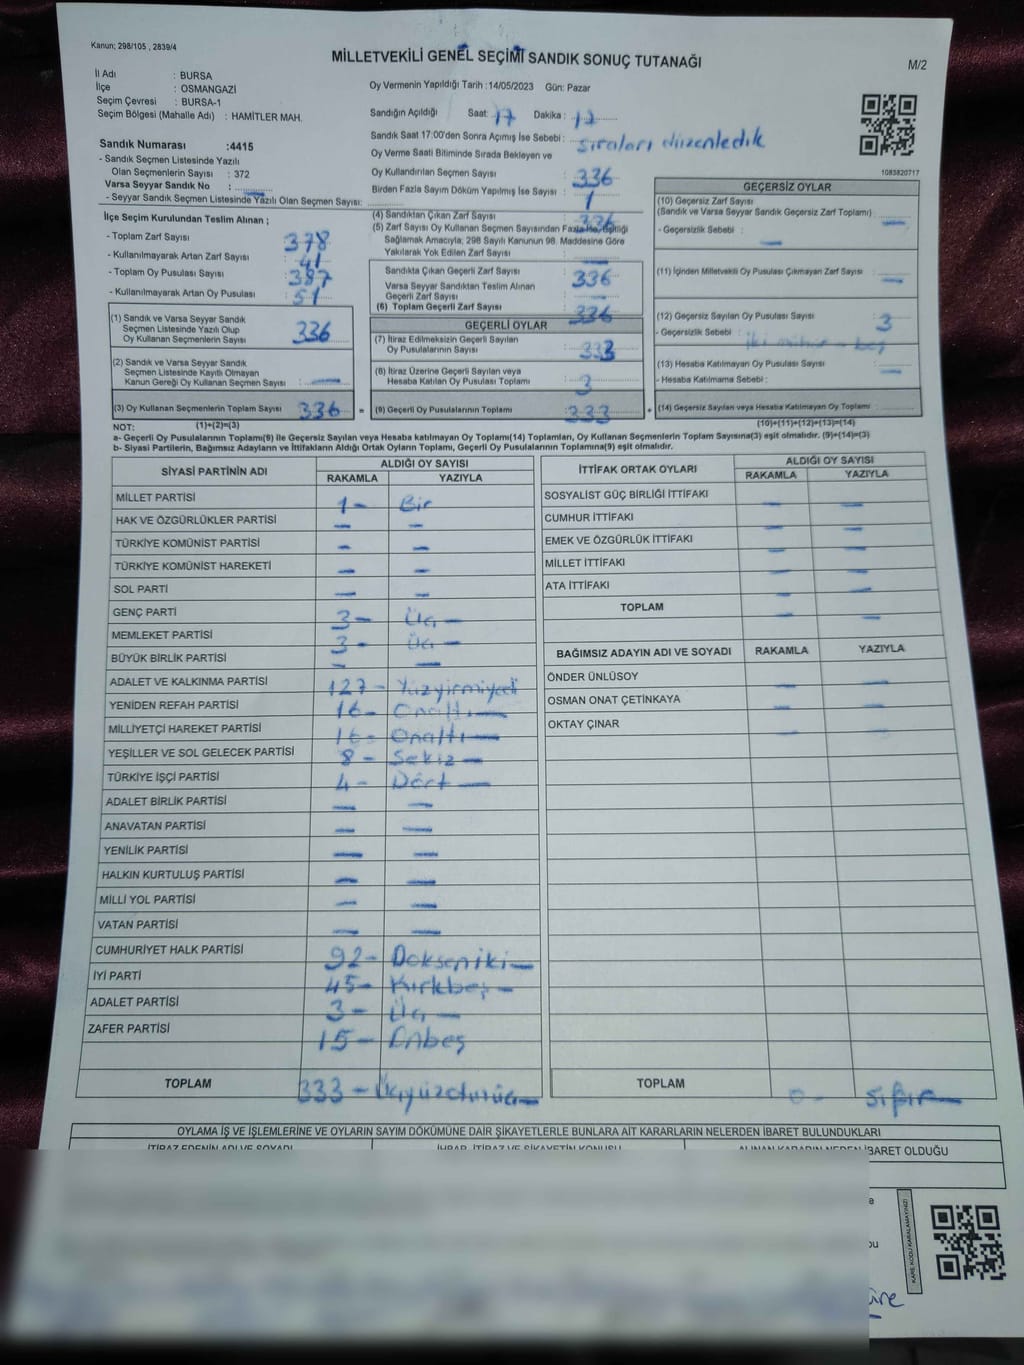 Kanun; 298/105 , 2839/4
MİLLETVEKİLİ GENEL SEÇİMİ SANDIK SONUÇ TUTANAĞI
M/2
İl Adı : BURSA
İlçe : OSMANGAZİ
Seçim Çevresi : BURSA-1
Seçim Bölgesi (Mahalle Adı) : HAMİTLER MAH.
Oy Vermenin Yapıldığı Tarih :14/05/2023 Gün: Pazar
Sandığın Açıldığı Saat: 17 Dakika : 17
Sandık Saat 17:00'den Sonra Açımış İse Sebebi : sıraları düzenledik
Oy Verme Saati Bitiminde Sırada Bekleyen ve
Oy Kullandırılan Seçmen Sayısı : 336
Birden Fazla Sayım Döküm Yapılmış İse Sayısı : 1
1083820717
Sandık Numarası :4415
- Sandık Seçmen Listesinde Yazılı
Olan Seçmenlerin Sayısı : 372
Varsa Seyyar Sandık No :
- Seyyar Sandık Seçmen Listesinde Yazılı Olan Seçmen Sayısı:
İlçe Seçim Kurulundan Teslim Alınan ;
- Toplam Zarf Sayısı : 378
- Kullanılmayarak Artan Zarf Sayısı : 41
- Toplam Oy Pusulası Sayısı : 387
- Kullanılmayarak Artan Oy Pusulası : 51
(1) Sandık ve Varsa Seyyar Sandık
Seçmen Listesinde Yazılı Olup
Oy Kullanan Seçmenlerin Sayısı : 336
(2) Sandık ve Varsa Seyyar Sandık
Seçmen Listesinde Kayıtlı Olmayan
Kanun Gereği Oy Kullanan Seçmen Sayısı : —
(3) Oy Kullanan Seçmenlerin Toplam Sayısı 336 =
(1)+(2)=(3)
(4) Sandıktan Çıkan Zarf Sayısı : 336
(5) Zarf Sayısı Oy Kullanan Seçmen Sayısından Fazla İse, Eşitliği
Sağlamak Amacıyla; 298 Sayılı Kanunun 98. Maddesine Göre
Yakılarak Yok Edilen Zarf Sayısı :
Sandıkta Çıkan Geçerli Zarf Sayısı : 336
Varsa Seyyar Sandıktan Teslim Alınan
Geçerli Zarf Sayısı : —
(6) Toplam Geçerli Zarf Sayısı : 336
GEÇERLİ OYLAR
(7) İtiraz Edilmeksizin Geçerli Sayılan
Oy Pusulalarının Sayısı : 333
(8) İtiraz Üzerine Geçerli Sayılan veya
Hesaba Katılan Oy Pusulası Toplamı : 3
(9) Geçerli Oy Pusulalarının Toplamı : 333 +
GEÇERSİZ OYLAR
(10) Geçersiz Zarf Sayısı
(Sandık ve Varsa Seyyar Sandık Geçersiz Zarf Toplamı) : —
- Geçersizlik Sebebi : —
(11) İçinden Milletvekili Oy Pusulası Çıkmayan Zarf Sayısı : —
(12) Geçersiz Sayılan Oy Pusulası Sayısı : 3
- Geçersizlik Sebebi :
(13) Hesaba Katılmayan Oy Pusulası Sayısı : —
- Hesaba Katılmama Sebebi :
(14) Geçersiz Sayılan veya Hesaba Katılmayan Oy Toplamı :
(10)+(11)+(12)+(13)=(14)
NOT:
a- Geçerli Oy Pusulalarının Toplamı(9) ile Geçersiz Sayılan veya Hesaba katılmayan Oy Toplamı(14) Toplamları, Oy Kullanan Seçmenlerin Toplam Sayısına(3) eşit olmalıdır. (9)+(14)=(3)
b- Siyasi Partilerin, Bağımsız Adayların ve İttifakların Aldığı Ortak Oyların Toplamı, Geçerli Oy Pusulalarının Toplamına(9) eşit olmalıdır.
SİYASİ PARTİNİN ADI ALDIĞI OY SAYISI
RAKAMLA YAZIYLA
MİLLET PARTİSİ 1 – Bir
HAK VE ÖZGÜRLÜKLER PARTİSİ — —
TÜRKİYE KOMÜNİST PARTİSİ — —
TÜRKİYE KOMÜNİST HAREKETİ — —
SOL PARTİ — —
GENÇ PARTİ 3 – Üç –
MEMLEKET PARTİSİ 3 – Üç –
BÜYÜK BİRLİK PARTİSİ — —
ADALET VE KALKINMA PARTİSİ 127 – Yüzyirmiyedi
YENİDEN REFAH PARTİSİ 16 – Onaltı –
MİLLİYETÇİ HAREKET PARTİSİ 16 – Onaltı –
YEŞİLLER VE SOL GELECEK PARTİSİ 8 – Sekiz –
TÜRKİYE İŞÇİ PARTİSİ 4 – Dört –
ADALET BİRLİK PARTİSİ — —
ANAVATAN PARTİSİ — —
YENİLİK PARTİSİ — —
HALKIN KURTULUŞ PARTİSİ — —
MİLLİ YOL PARTİSİ — —
VATAN PARTİSİ — —
CUMHURİYET HALK PARTİSİ 92 – Dokseniki –
İYİ PARTİ 45 – Kırkbeş –
ADALET PARTİSİ 3 – Üç –
ZAFER PARTİSİ 15 – Onbeş
TOPLAM 333 – Üçyüzotuzüç –
İTTİFAK ORTAK OYLARI ALDIĞI OY SAYISI
RAKAMLA YAZIYLA
SOSYALİST GÜÇ BİRLİĞİ İTTİFAKI — —
CUMHUR İTTİFAKI — —
EMEK VE ÖZGÜRLÜK İTTİFAKI — —
MİLLET İTTİFAKI — —
ATA İTTİFAKI — —
TOPLAM — —
BAĞIMSIZ ADAYIN ADI VE SOYADI RAKAMLA YAZIYLA
ÖNDER ÜNLÜSOY — —
OSMAN ONAT ÇETİNKAYA — —
OKTAY ÇINAR — —
TOPLAM 0 – Sıfır –
OYLAMA İŞ VE İŞLEMLERİNE VE OYLARIN SAYIM DÖKÜMÜNE DAİR ŞİKAYETLERLE BUNLARA AİT KARARLARIN NELERDEN İBARET BULUNDUKLARI
İTİRAZ EDENİN ADI VE SOYADI İHBAR, İTİRAZ VE ŞİKAYETİN KONUSU ALINAN KARARIN NEDEN İBARET OLDUĞU
KARE KODU KARALAMAYINIZ!